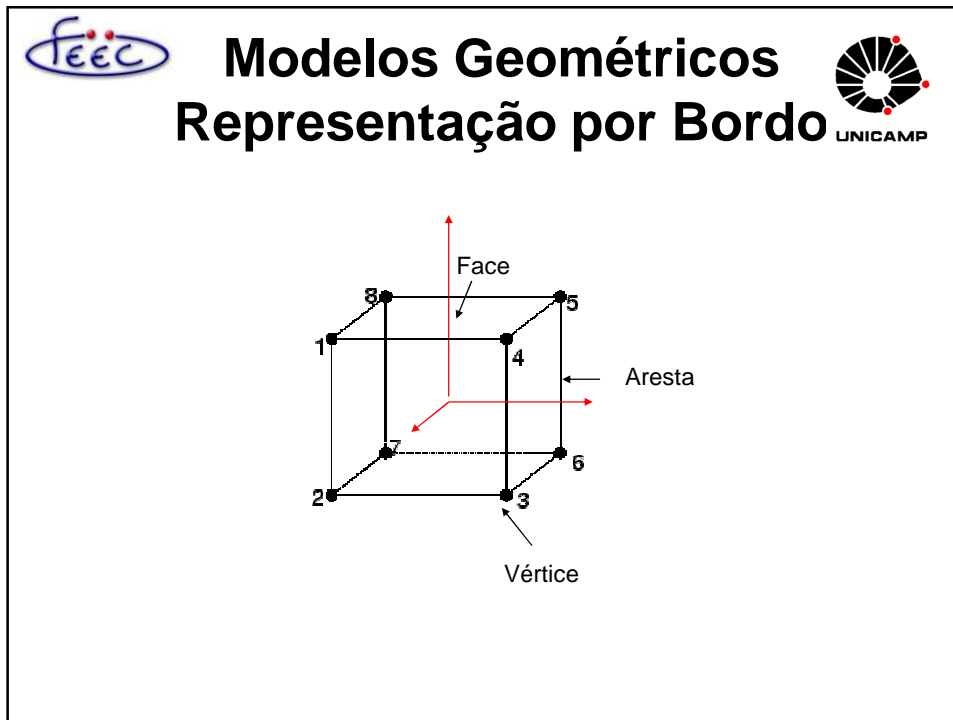 FEEC
Modelos Geométricos
Representação por Bordo
UNICAMP
Face
8
5
1
4
Aresta
7
6
2
3
Vértice